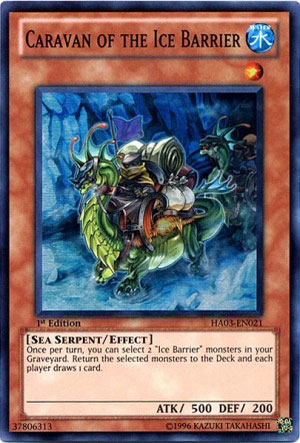 CARAVAN OF THE ICE BARRIER
水
1st Edition
HA03-EN021
[SEA SERPENT/EFFECT]
Once per turn, you can select 2 "Ice Barrier" monsters in your
Graveyard. Return the selected monsters to the Deck and each
player draws 1 card.
ATK/ 500 DEF/ 200
37806313
©1996 KAZUKI TAKAHASHI